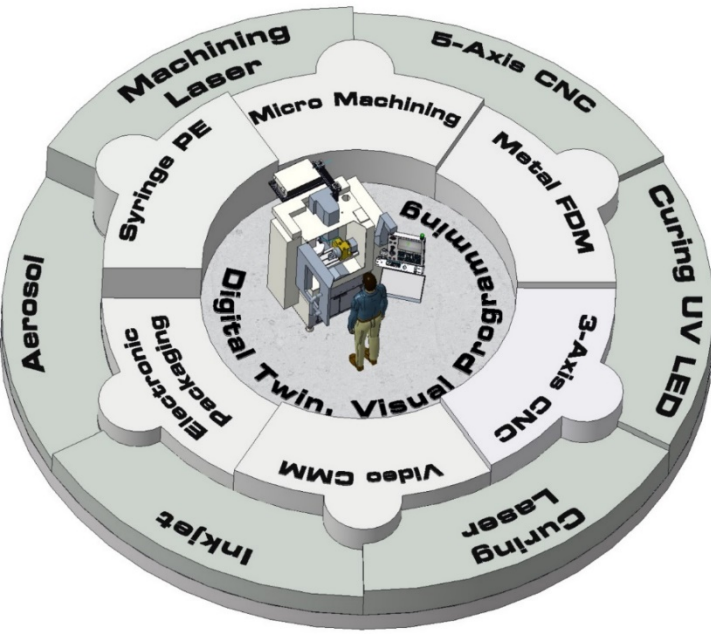 Machining
Laser
5-Axis CNC
Curing UV LED
Curing
Laser
Inkjet
Aerosol
Syringe PE
Micro Machining
Metal FDM
3-Axis CNC
Video CMM
Electronic
packaging
Digital Twin, Visual Programming